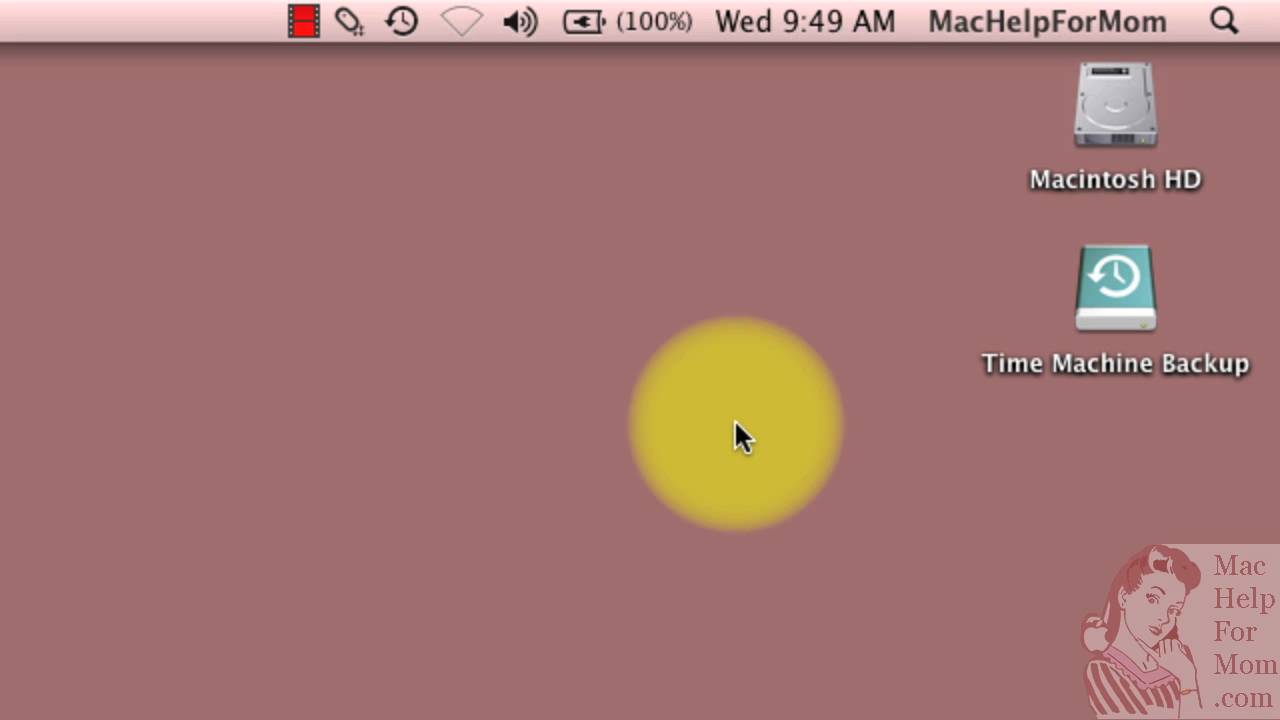 (100%) Wed 9:49 AM MacHelpForMom
Macintosh HD
Time Machine Backup
Mac
Help
For
Mom
.com